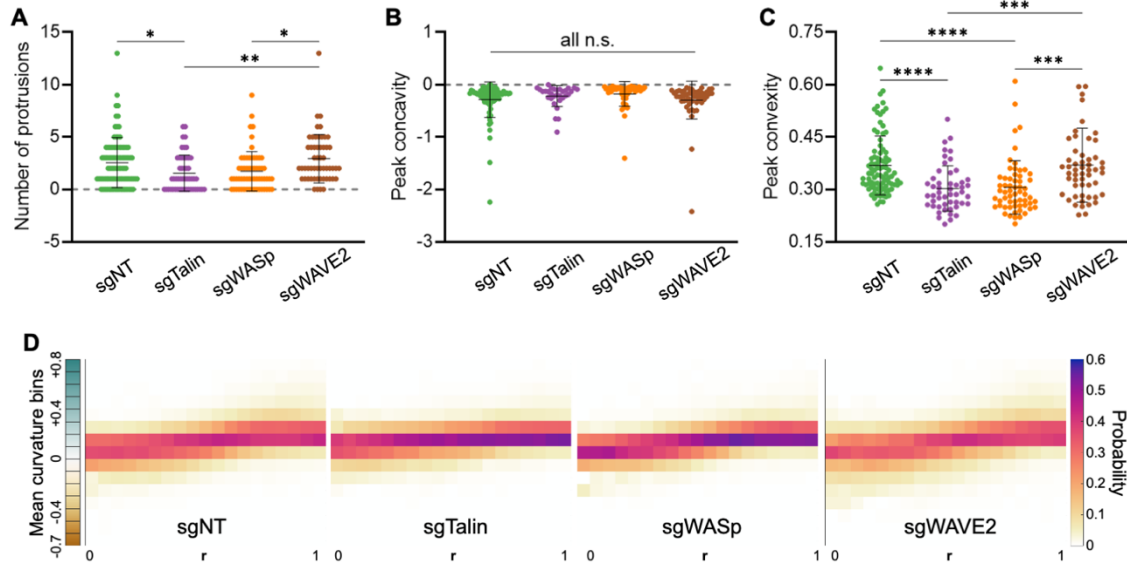 A
Number of protrusions
15
10
5
0
-5
*
*
**
sgNT
sgTalin
sgWASp
sgWAVE2
B
Peak concavity
1
0
-1
-2
-3
all n.s.
sgNT
sgTalin
sgWASp
sgWAVE2
C
Peak convexity
0.75
0.60
0.45
0.30
0.15
***
****
****
***
sgNT
sgTalin
sgWASp
sgWAVE2
D
Mean curvature bins
+0.8
+0.4
0
-0.4
-0.7
sgNT
0 r 1
sgTalin
0 r 1
sgWASp
0 r 1
sgWAVE2
0 r 1
0.6
0.5
0.4
0.3
0.2
0.1
0
Probability